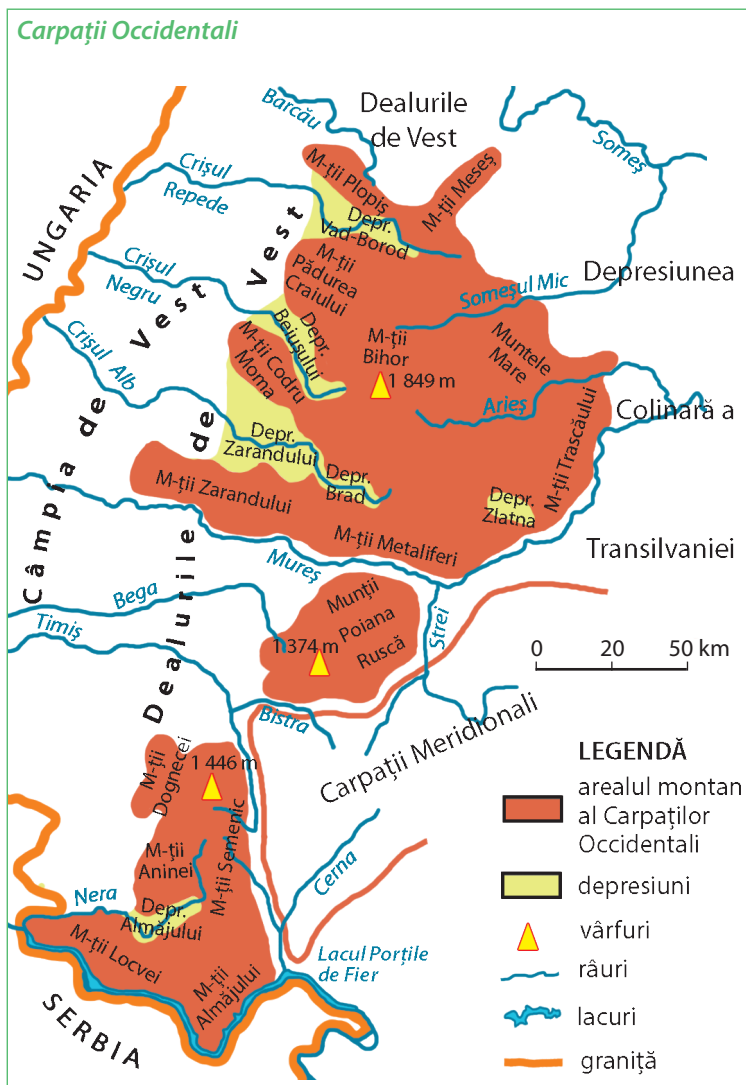 Carpații Occidentali
Barcău
Dealurile
de Vest
Someș
UNGARIA
Crișul
Repede
M-ții Plopiș
M-ții Meseș
Depr.
Vad-Borod
Crișul
Negru
M-ții
Pădurea
Craiului
Someșul Mic
Depresiunea
Depr.
Beiușului
M-ții
Bihor
1 849 m
Muntele
Mare
Crișul Alb
M-ții Codru
Moma
Arieș
Colinară a
Depr.
Zarandului
Depr.
Brad
M-ții Trascăului
Depr.
Zlatna
M-ții Zarandului
M-ții Metaliferi
Transilvaniei
Câmpia de Vest
Dealurile de Vest
Mureș
Bega
Timiș
Munții
Poiana
Ruscă
1 374 m
Strei
0 25 50 km
Bistra
Carpații Meridionali
M-ții
Dognecei
1 446 m
M-ții Semenic
M-ții
Aninei
Cerna
Nera
Depr.
Almăjului
M-ții Locvei
M-ții
Almăjului
Lacul Porțile
de Fier
SERBIA
LEGENDĂ
arealul montan
al Carpaților
Occidentali
depresiuni
vârfuri
râuri
lacuri
graniță